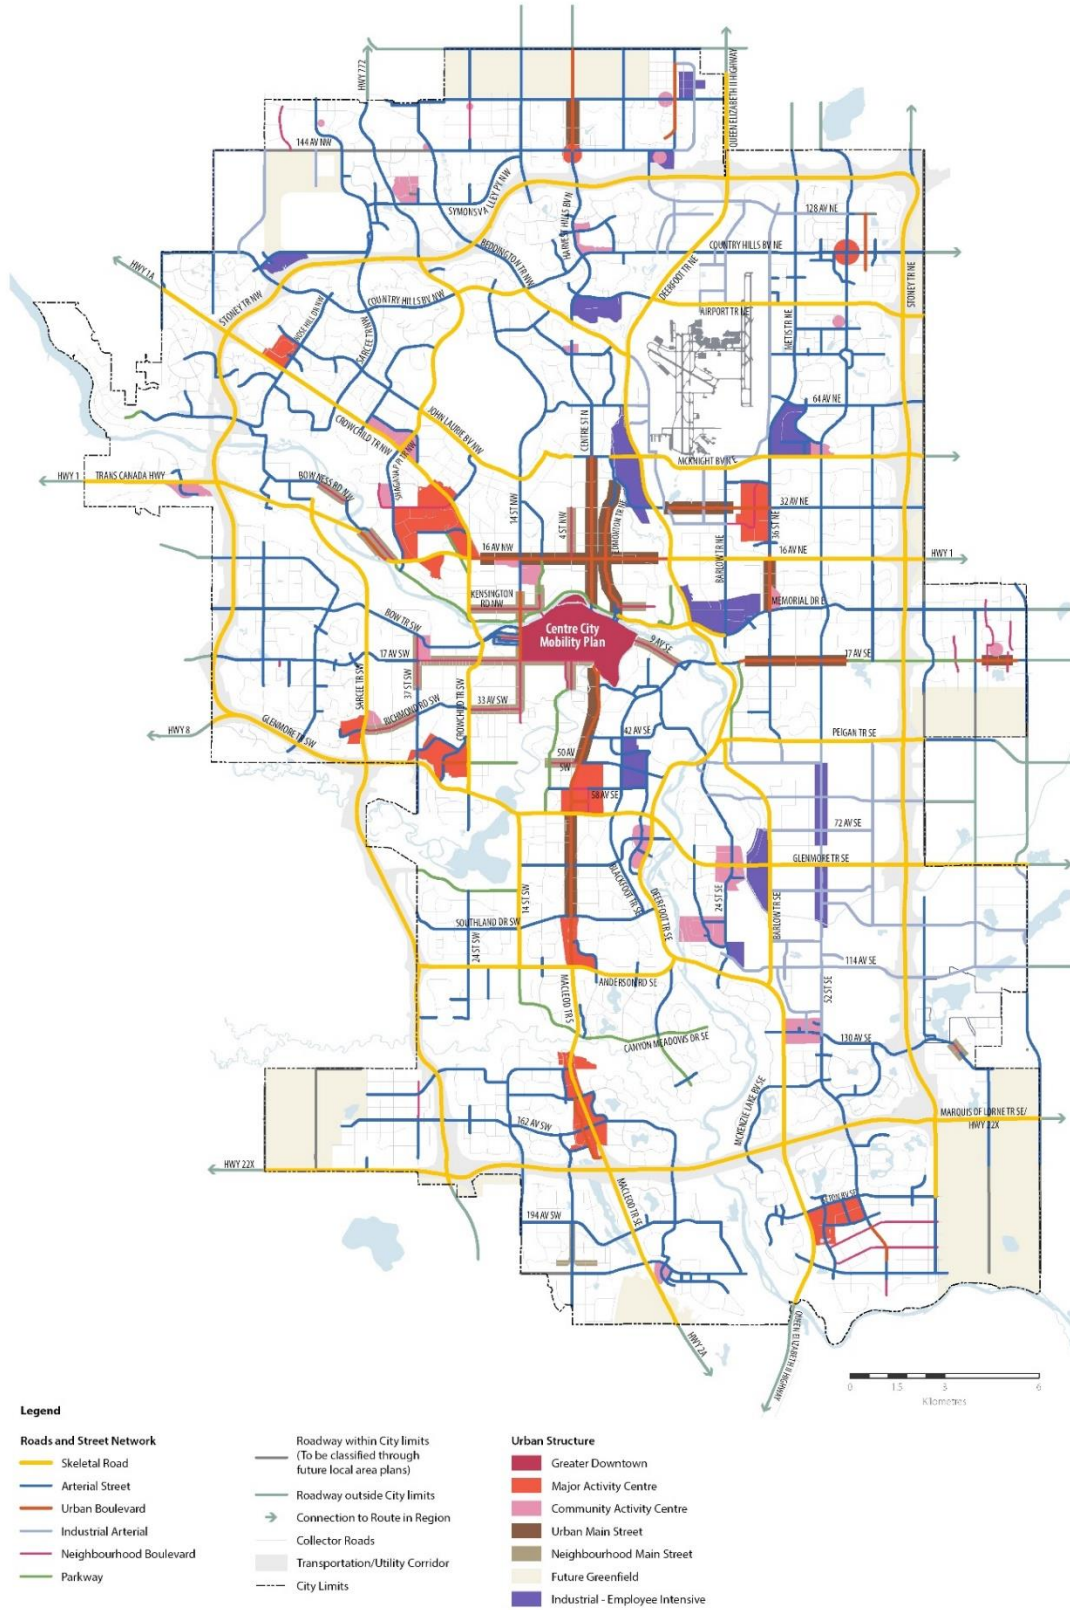 HWY 772
QUEEN ELIZABETH II HIGHWAY
144 AV NW
SYMONS VALLEY PY NW
HARVEST HILLS BV N
128 AV NE
BEDDINGTON TR NW
COUNTRY HILLS BV NE
HWY 1A
STONEY TR NW
NOSE HILL DR NW
SARCEE TR NW
COUNTRY HILLS BV NW
DEERFOOT TR NE
AIRPORT TR NE
METIS TR NE
STONEY TR NE
CROWCHILD TR NW
JOHN LAURIE BV NW
CENTRE ST N
64 AV NE
SHAGANAPPI TR NW
MCKNIGHT BV NE
HWY 1
TRANS CANADA HWY
BOWNESS RD NW
14 ST NW
4 ST NW
EDMONTON TR NE
32 AV NE
36 ST NE
16 AV NW
BARLOW TR NE
16 AV NE
HWY 1
KENSINGTON
RD NW
MEMORIAL DR E
BOW TR SW
Centre City
Mobility Plan
9 AV SE
17 AV SW
17 AV SE
37 ST SW
SARCEE TR SW
RICHMOND RD SW
33 AV SW
CROWCHILD TR SW
HWY 8
GLENMORE TR SW
42 AV SE
PEIGAN TR SE
50 AV
SW
58 AV SE
72 AV SE
GLENMORE TR SE
BLACKFOOT TR SE
DEERFOOT TR SE
24 ST SE
BARLOW TR SE
14 ST SW
SOUTHLAND DR SW
24 ST SW
114 AV SE
ANDERSON RD SE
52 ST SE
MACLEOD TR S
CANYON MEADOWS DR SE
130 AV SE
MCKENZIE LAKE BV SE
MARQUIS OF LORNE TR SE/
HWY 22X
162 AV SW
HWY 22X
MACLEOD TR SE
TON BV SE
194 AV SW
HWY 2A
QUEEN ELIZABETH II HIGHWAY
0 1.5 3 6
Kilometres
Legend
Roads and Street Network
Skeletal Road
Arterial Street
Urban Boulevard
Industrial Arterial
Neighbourhood Boulevard
Parkway
Roadway within City limits
(To be classified through
future local area plans)
Roadway outside City limits
Connection to Route in Region
Collector Roads
Transportation/Utility Corridor
City Limits
Urban Structure
Greater Downtown
Major Activity Centre
Community Activity Centre
Urban Main Street
Neighbourhood Main Street
Future Greenfield
Industrial - Employee Intensive